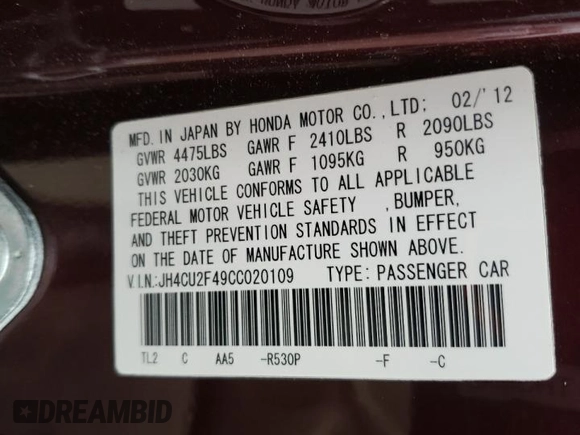 MFD. IN JAPAN BY HONDA MOTOR CO.,LTD; 02/'12
GVWR 4475LBS GAWR F 2410LBS R 2090LBS
GVWR 2030KG GAWR F 1095KG R 950KG
THIS VEHICLE CONFORMS TO ALL APPLICABLE
FEDERAL MOTOR VEHICLE SAFETY ,BUMPER,
AND THEFT PREVENTION STANDARDS IN EFFECT
ON THE DATE OF MANUFACTURE SHOWN ABOVE.
V.I.N.:JH4CU2F49CC020109 TYPE: PASSENGER CAR
TL2 C AA5 -R530P -F -C
DREAMBID